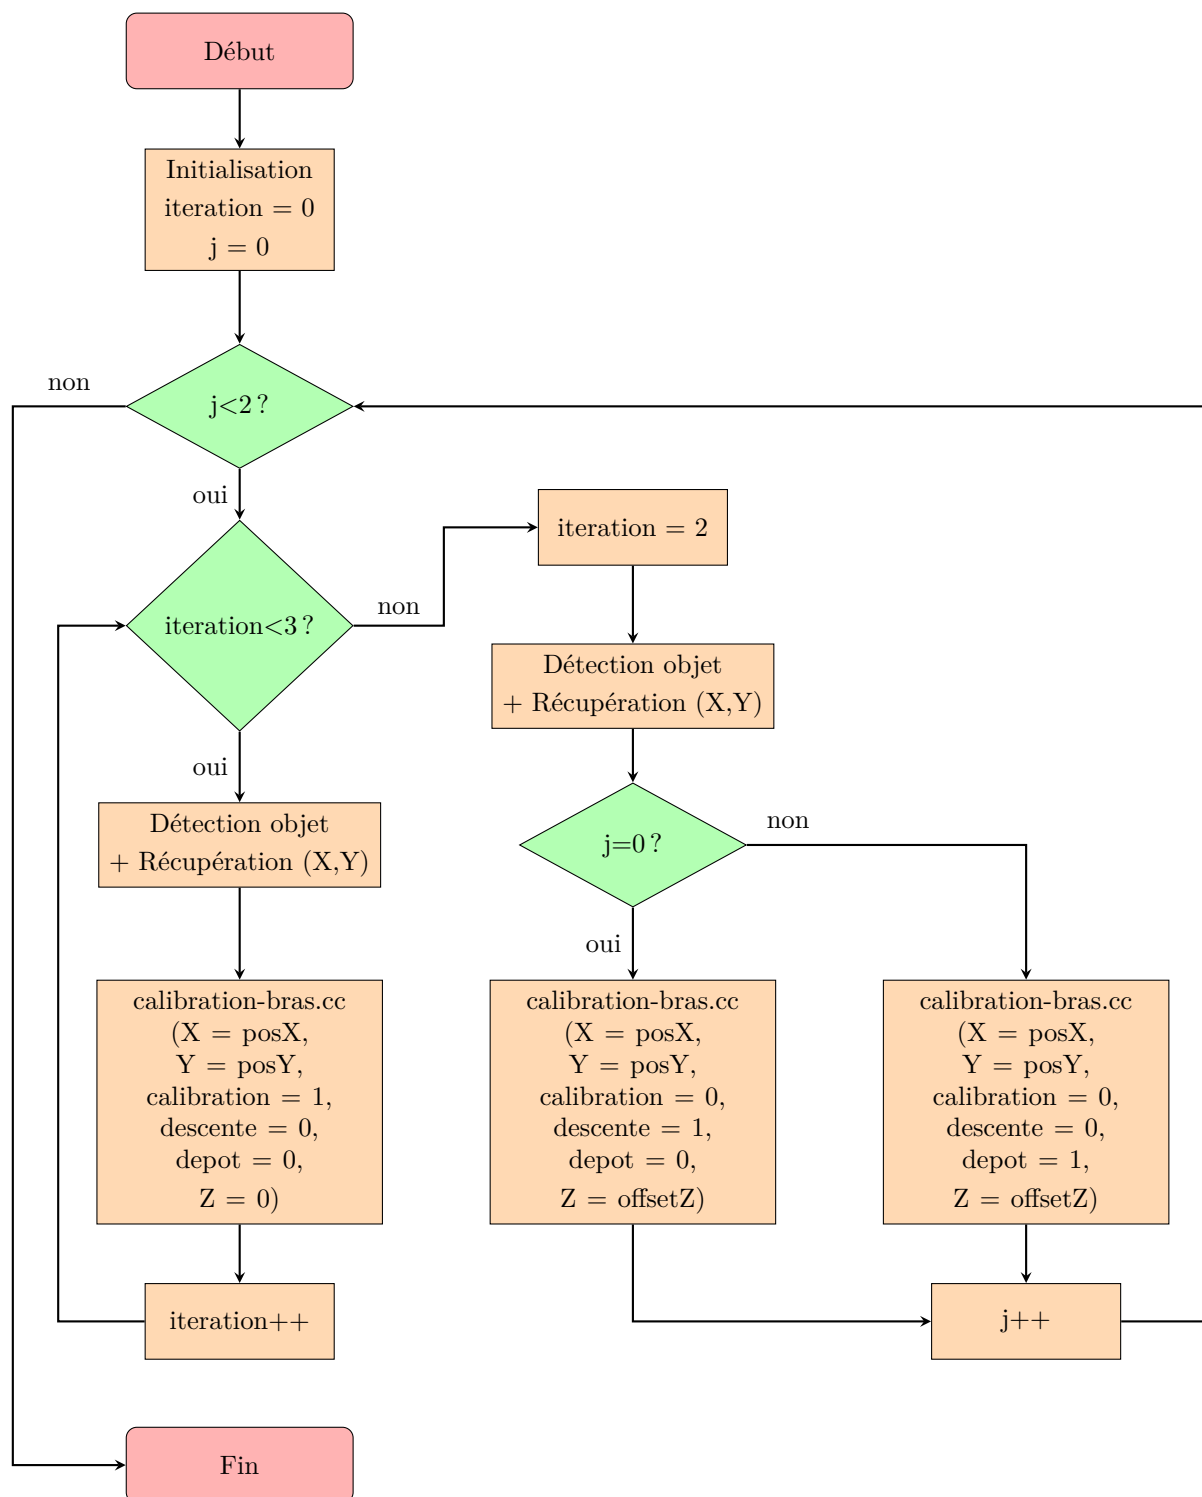 Début
Initialisation
iteration = 0
j = 0
non
j<2 ?
oui
iteration = 2
iteration<3 ?
non
Détection objet
+ Récupération (X,Y)
oui
Détection objet
+ Récupération (X,Y)
j=0 ?
non
oui
calibration-bras.cc
(X = posX,
Y = posY,
calibration = 1,
descente = 0,
depot = 0,
Z = 0)
calibration-bras.cc
(X = posX,
Y = posY,
calibration = 0,
descente = 1,
depot = 0,
Z = offsetZ)
calibration-bras.cc
(X = posX,
Y = posY,
calibration = 0,
descente = 0,
depot = 1,
Z = offsetZ)
iteration++
j++
Fin